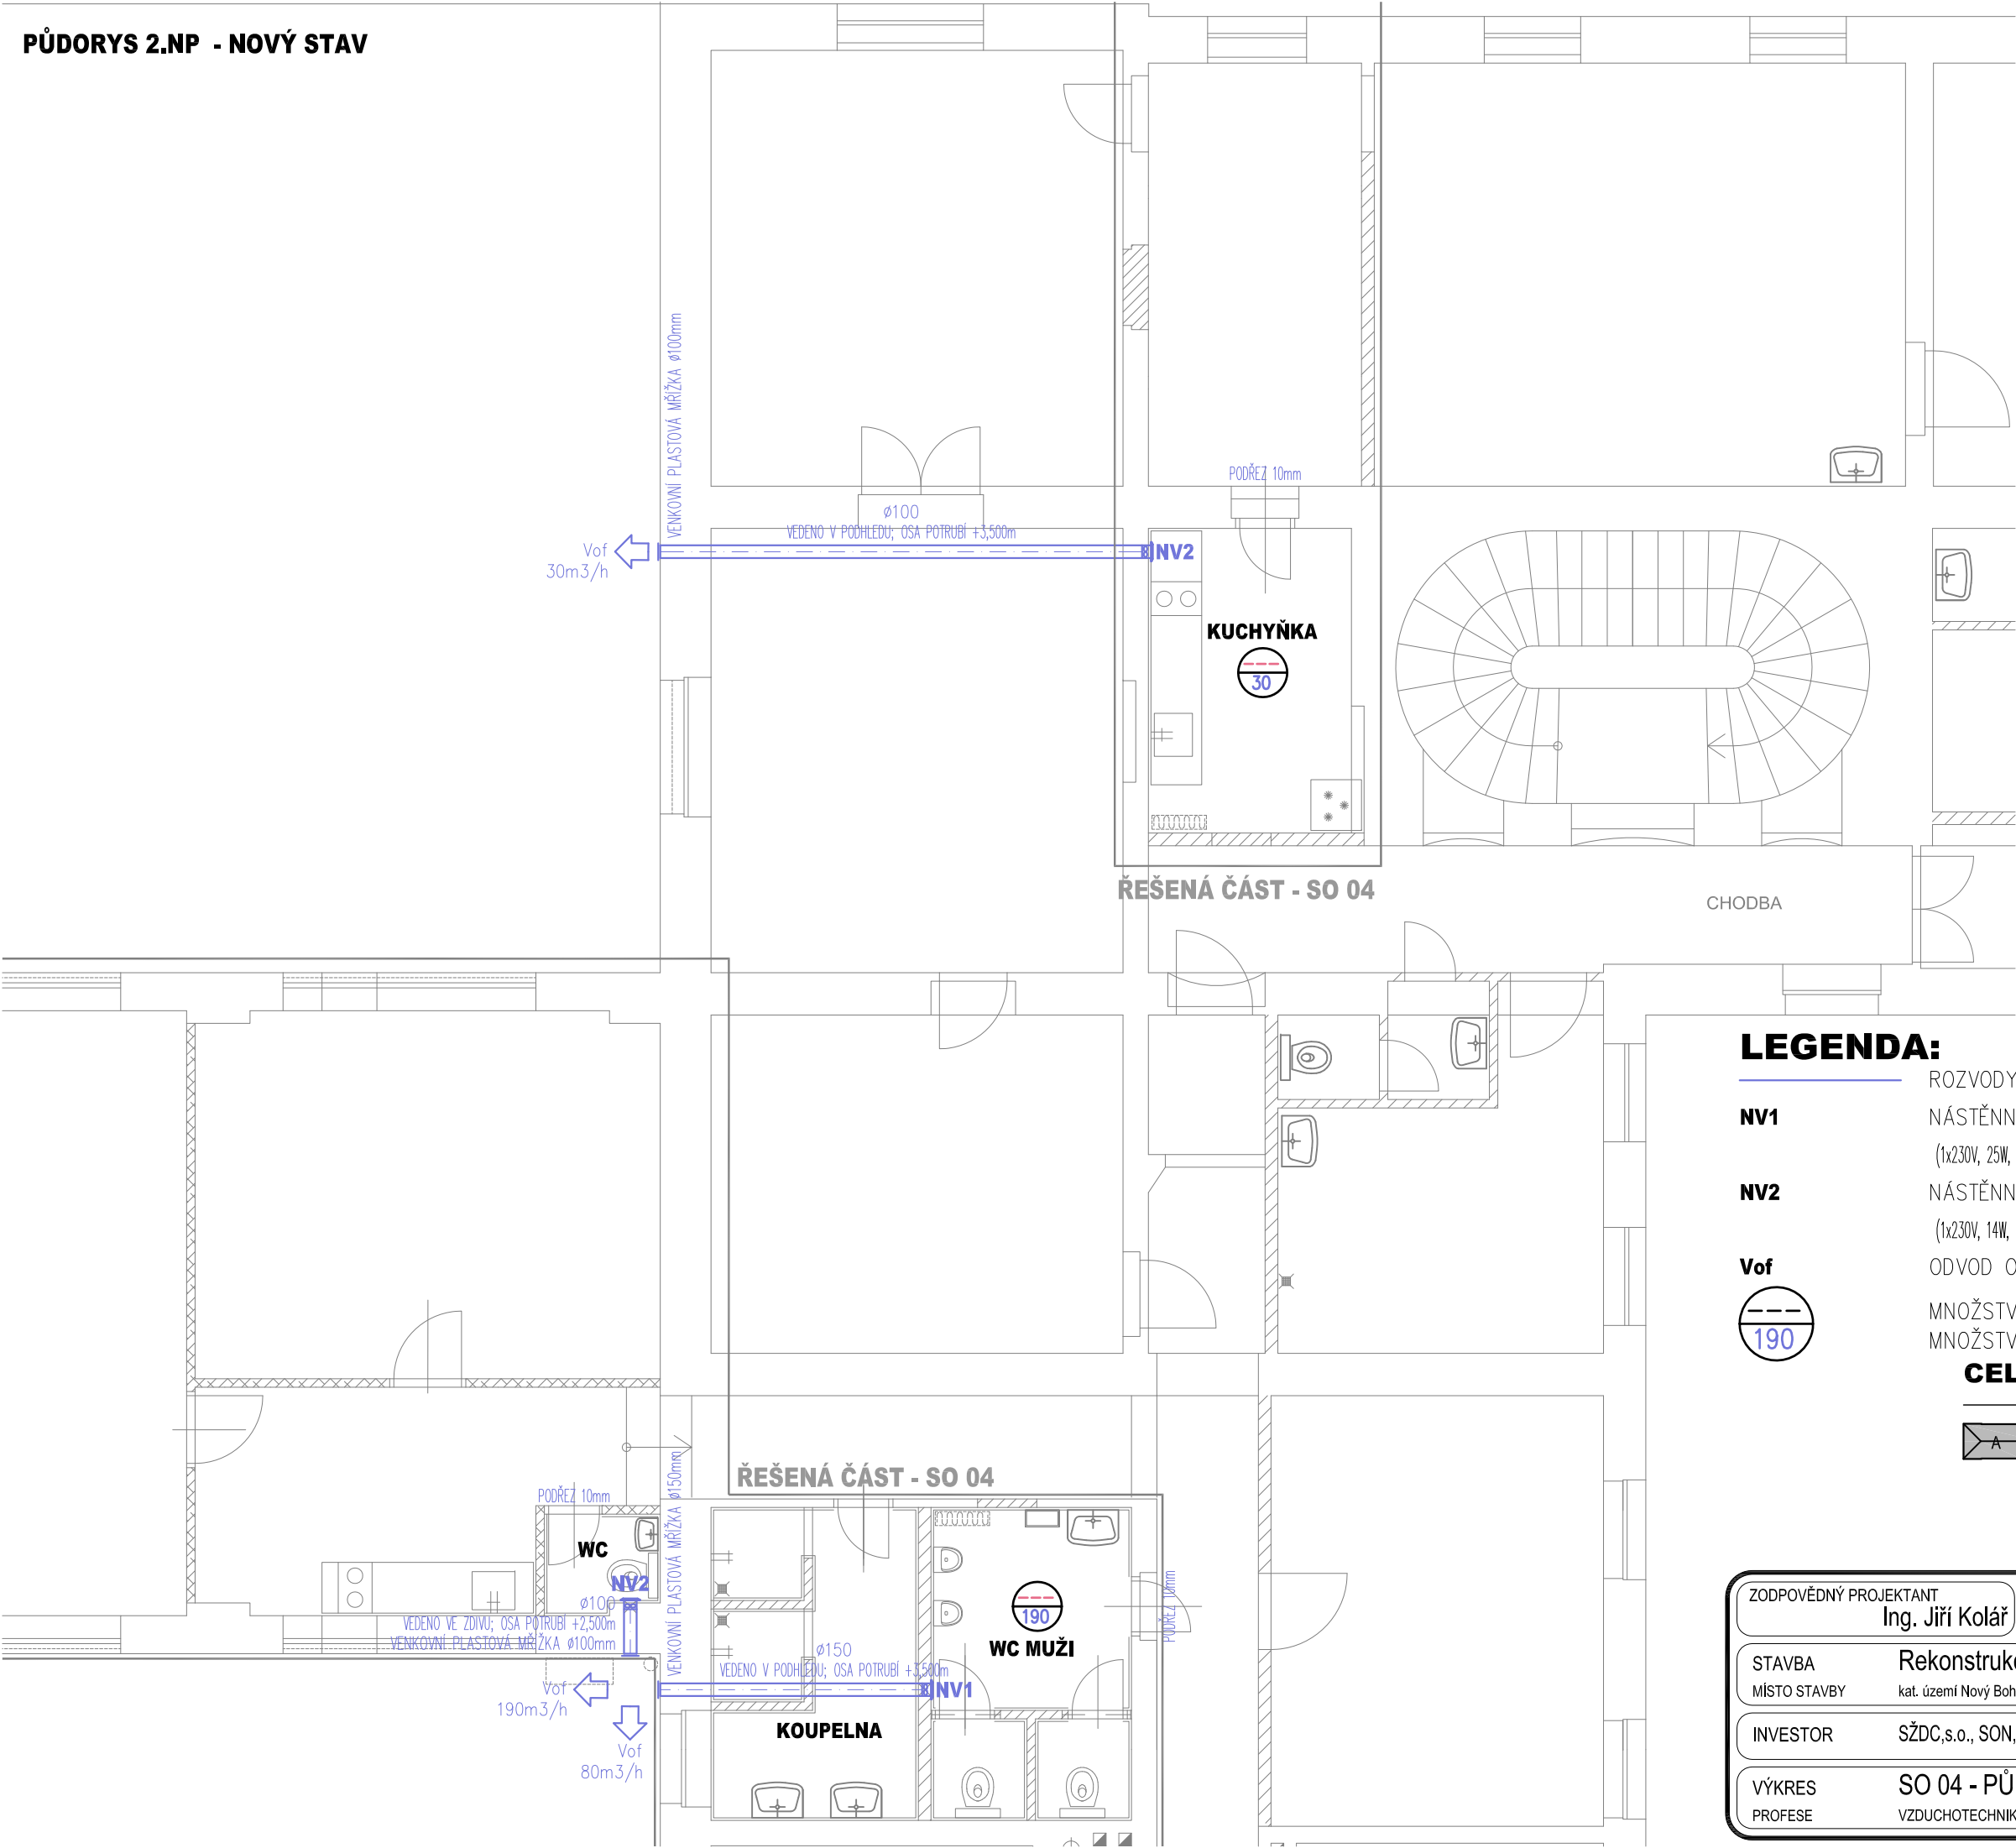 PŮDORYS 2.NP - NOVÝ STAV
VENKOVNÍ PLASTOVÁ MŘÍŽKA ø100mm
PODŘEZ 10mm
ø100
VEDENO V PODHLEDU; OSA POTRUBÍ +3,500m
Vof
30m3/h
NV2
KUCHYŇKA
30
ŘEŠENÁ ČÁST - SO 04
CHODBA
LEGENDA:
ROZVODY
NV1
NÁSTĚNN
(1x230V, 25W,
NV2
NÁSTĚNN
(1x230V, 14W,
Vof
ODVOD O
190
MNOŽSTV
MNOŽSTV
CEL
A
ŘEŠENÁ ČÁST - SO 04
VENKOVNÍ PLASTOVÁ MŘÍŽKA ø150mm
PODŘEZ 10mm
WC
NV2
ø100
VEDENO VE ZDIVU; OSA POTRUBÍ +2,500m
VENKOVNÍ PLASTOVÁ MŘÍŽKA ø100mm
190
WC MUŽI
PODŘEZ 10mm
ø150
VEDENO V PODHLEDU; OSA POTRUBÍ +3,500m
NV1
Vof
190m3/h
Vof
80m3/h
KOUPELNA
ZODPOVĚDNÝ PROJEKTANT
Ing. Jiří Kolář
STAVBA Rekonstruk
MÍSTO STAVBY kat. území Nový Boh
INVESTOR SŽDC,s.o., SON,
VÝKRES SO 04 - PŮ
PROFESE VZDUCHOTECHNIK